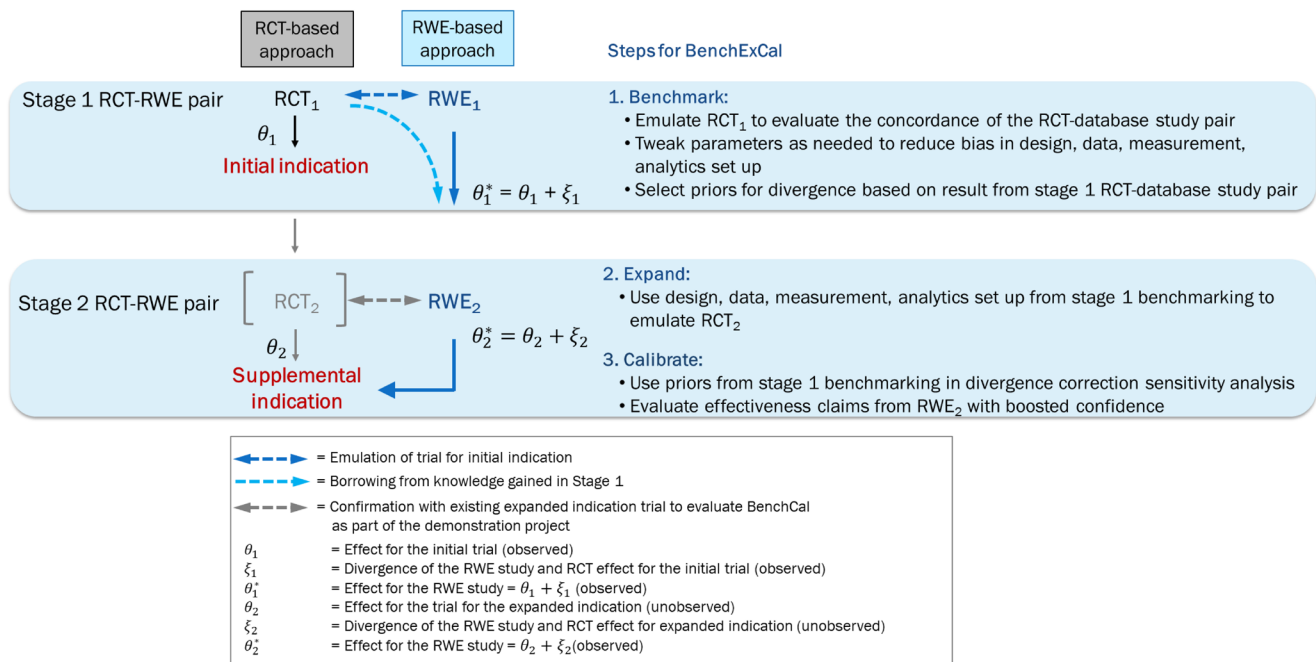 RCT-based
approach
RWE-based
approach
Steps for BenchExCal
Stage 1 RCT-RWE pair
RCT₁
RWE₁
θ₁
Initial indication
θ₁* = θ₁ + ξ₁
1. Benchmark:
• Emulate RCT₁ to evaluate the concordance of the RCT-database study pair
• Tweak parameters as needed to reduce bias in design, data, measurement,
analytics set up
• Select priors for divergence based on result from stage 1 RCT-database study pair
Stage 2 RCT-RWE pair
[RCT₂]
RWE₂
θ₂
Supplemental
indication
θ₂* = θ₂ + ξ₂
2. Expand:
• Use design, data, measurement, analytics set up from stage 1 benchmarking to
emulate RCT₂
3. Calibrate:
• Use priors from stage 1 benchmarking in divergence correction sensitivity analysis
• Evaluate effectiveness claims from RWE₂ with boosted confidence
= Emulation of trial for initial indication
= Borrowing from knowledge gained in Stage 1
= Confirmation with existing expanded indication trial to evaluate BenchCal
as part of the demonstration project
θ₁ = Effect for the initial trial (observed)
ξ₁ = Divergence of the RWE study and RCT effect for the initial trial (observed)
θ₁* = Effect for the RWE study = θ₁ + ξ₁ (observed)
θ₂ = Effect for the trial for the expanded indication (unobserved)
ξ₂ = Divergence of the RWE study and RCT effect for expanded indication (unobserved)
θ₂* = Effect for the RWE study = θ₂ + ξ₂(observed)